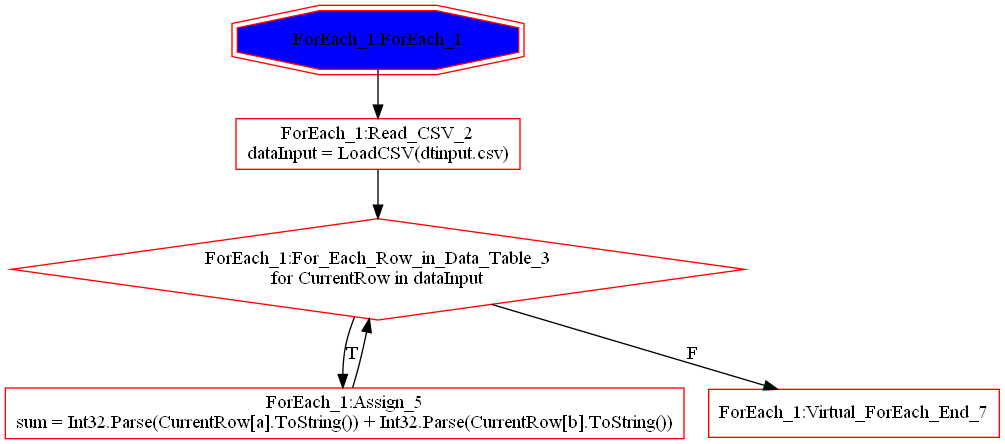 ForEach_1:ForEach_1
ForEach_1:Read_CSV_2
dataInput = LoadCSV(dtinput.csv)
ForEach_1:For_Each_Row_in_Data_Table_3
for CurrentRow in dataInput
T
F
ForEach_1:Assign_5
sum = Int32.Parse(CurrentRow[a].ToString()) + Int32.Parse(CurrentRow[b].ToString())
ForEach_1:Virtual_ForEach_End_7